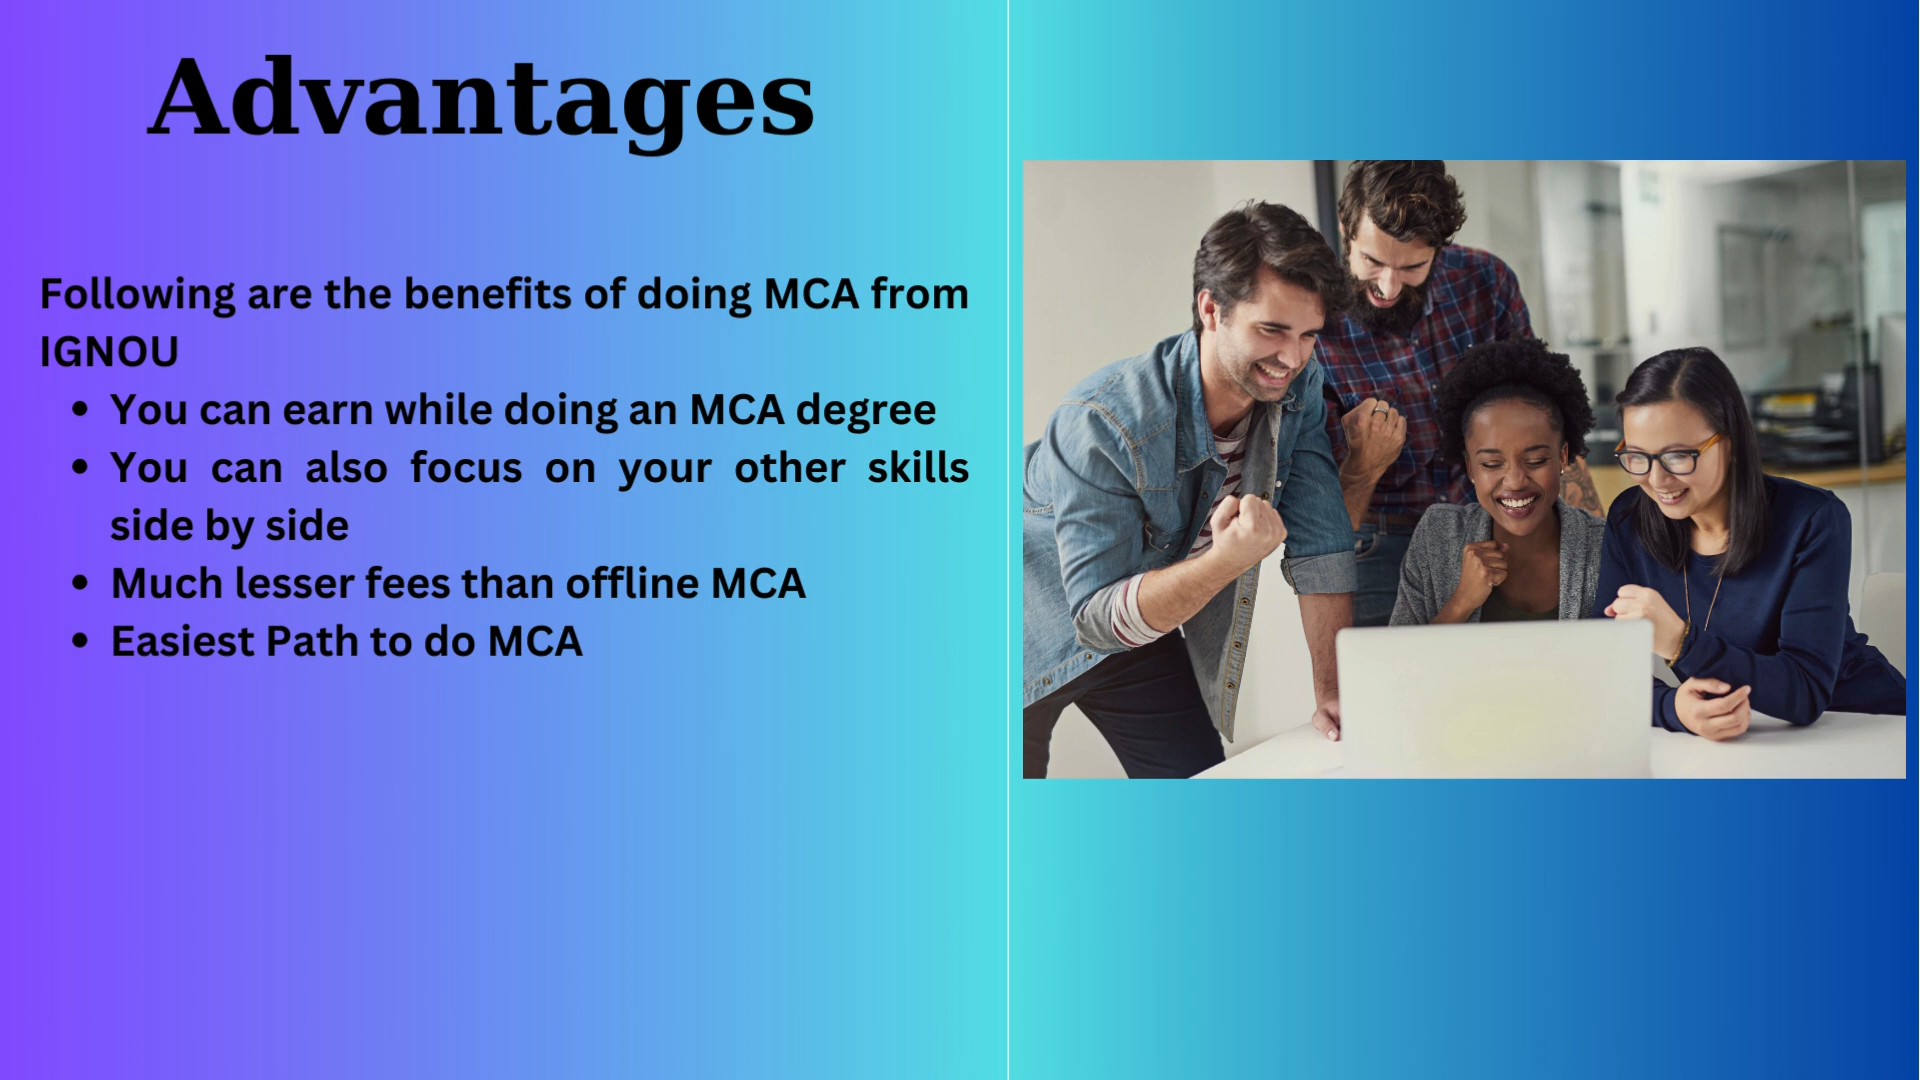 Advantages
Following are the benefits of doing MCA from
IGNOU
• You can earn while doing an MCA degree
• You can also focus on your other skills
side by side
• Much lesser fees than offline MCA
• Easiest Path to do MCA